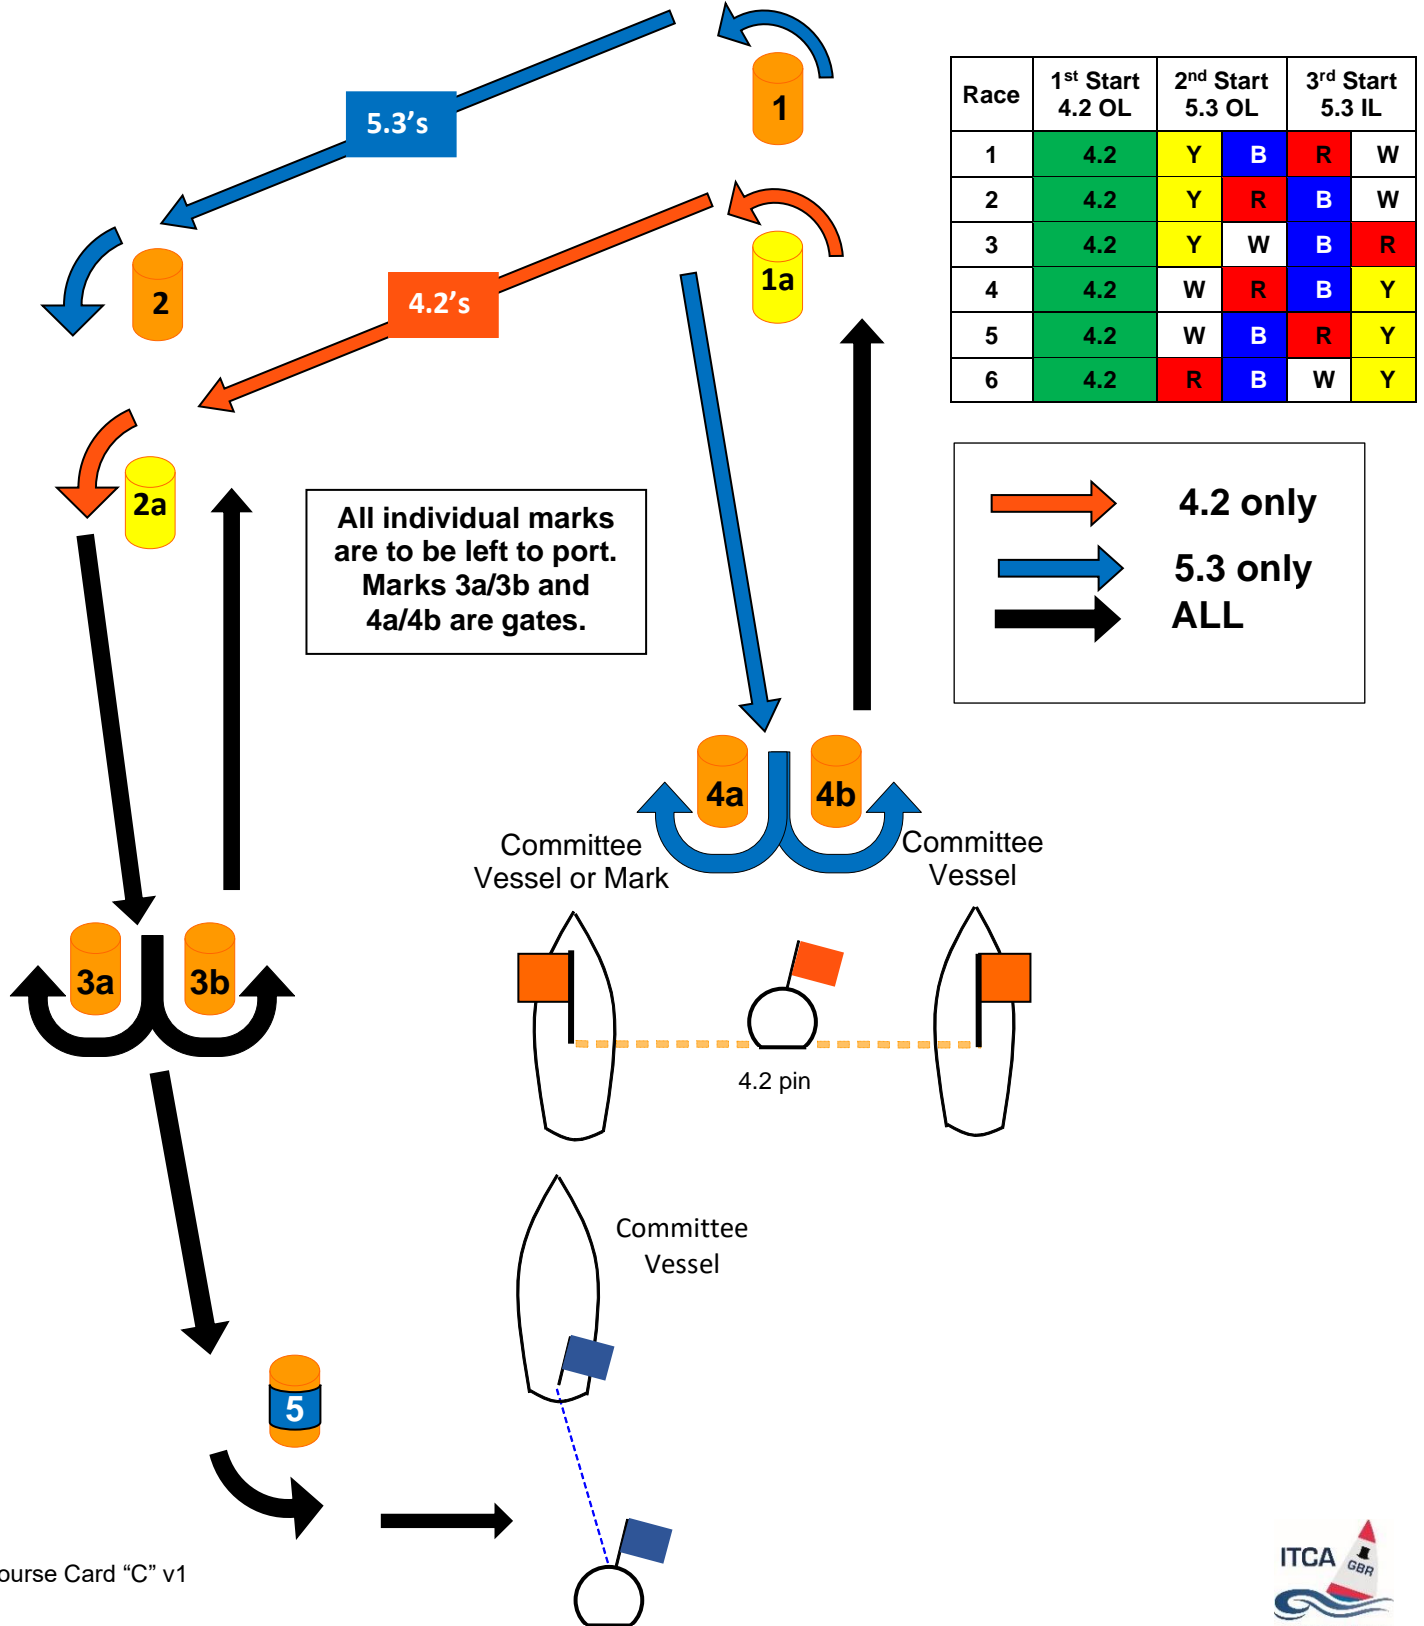 1
5.3's
2
1a
4.2's
2a
Race 1st Start 4.2 OL 2nd Start 5.3 OL 3rd Start 5.3 IL
1 4.2 Y B R W
2 4.2 Y R B W
3 4.2 Y W B R
4 4.2 W R B Y
5 4.2 W B R Y
6 4.2 R B W Y
4.2 only
5.3 only
ALL
All individual marks
are to be left to port.
Marks 3a/3b and
4a/4b are gates.
4a 4b
Committee
Vessel or Mark
Committee
Vessel
3a 3b
4.2 pin
Committee
Vessel
5
ourse Card “C” v1
ITCA
GBR